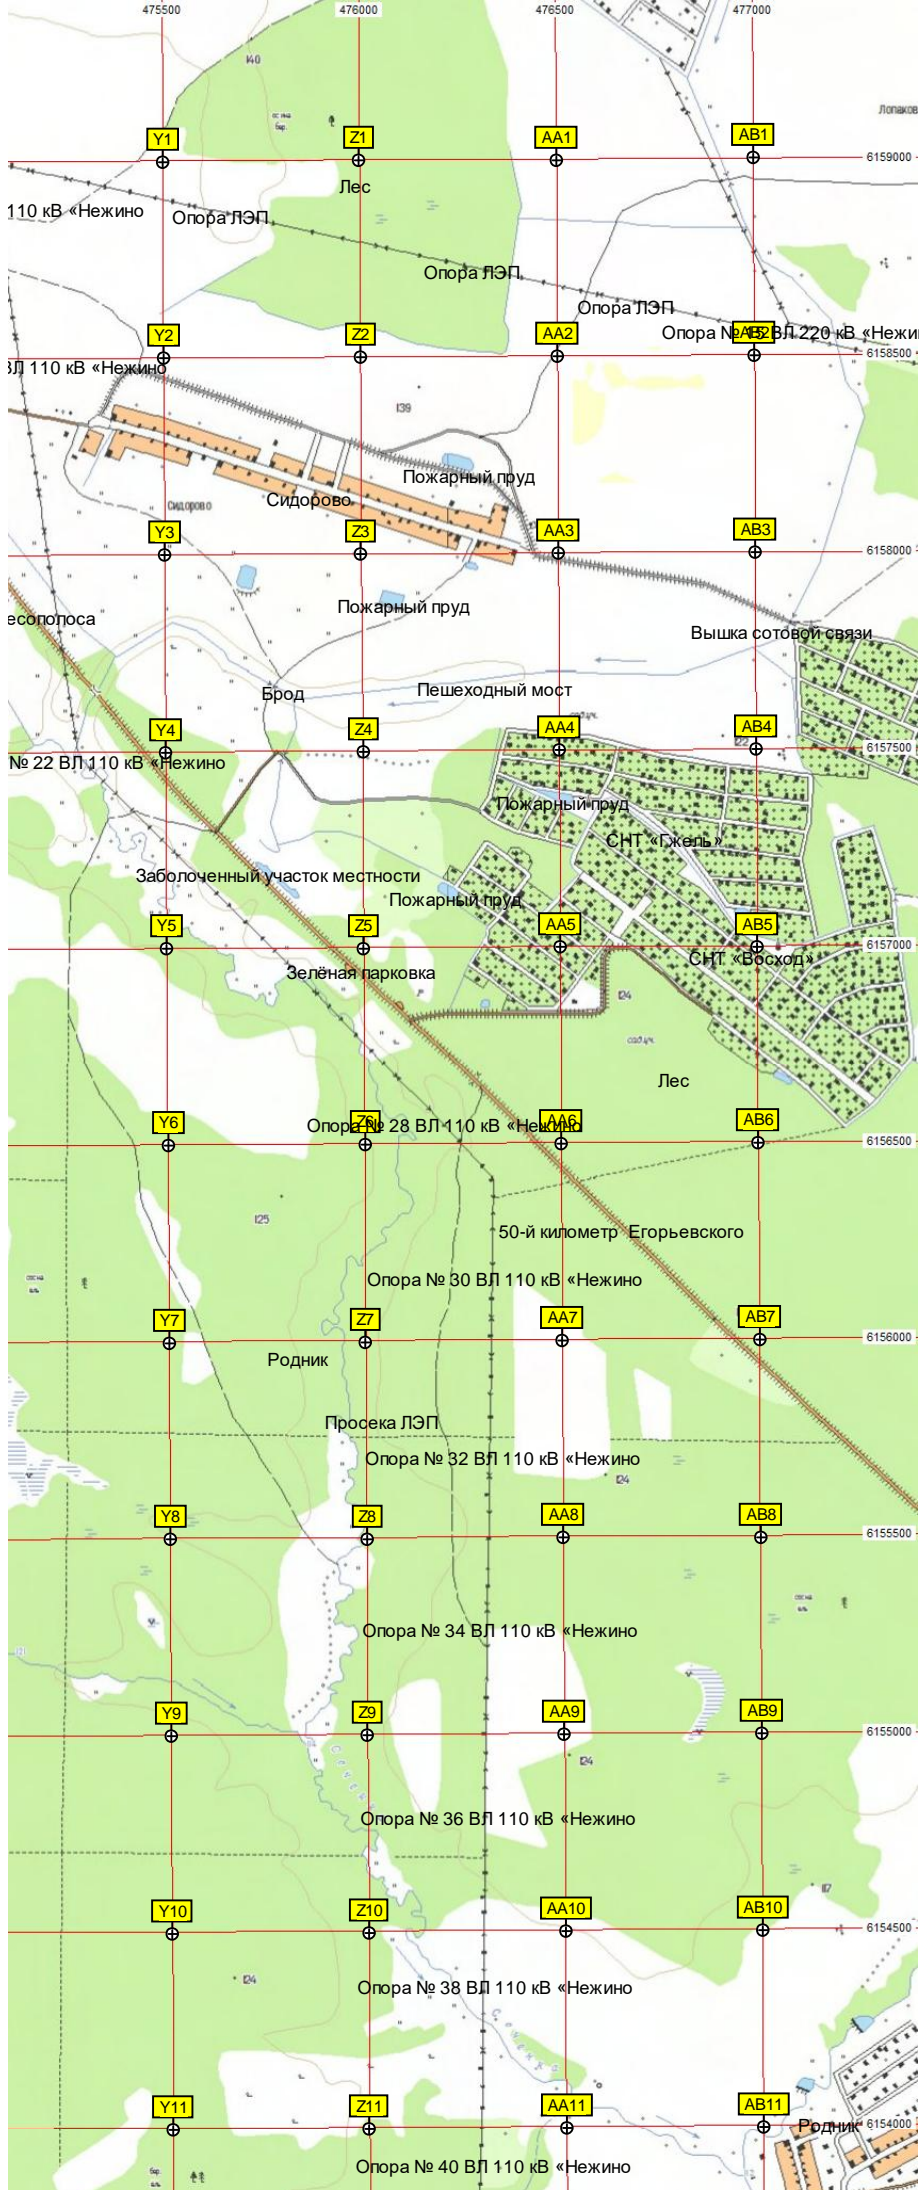 475500 476000 476500 477000
140
Лопаков
Y1 Z1 AA1 AB1
6159000
Лес
110 кВ «Нежино
Опора ЛЭП
Опора ЛЭП
Опора ЛЭП
Y2 Z2 AA2
6158500
ВЛ 110 кВ «Нежино
139
Пожарный пруд
Сидорово
Сидорово
Y3 Z3 AA3 AB3
6158000
Пожарный пруд
есополоса
Вышка сотовой связи
Брод
Пешеходный мост
Y4 Z4 AA4 AB4
6157500
№ 22 ВЛ 110 кВ «Нежино
Пожарный пруд
СНТ «Гжель»
Заболоченный участок местности
Пожарный пруд
Y5 Z5 AA5 AB5
6157000
СНТ «Восход»
Зелёная парковка
124
Лес
Y6 Z6 AA6 AB6
Опора № 28 ВЛ 110 кВ «Нежино
6156500
125
50-й километр Егорьевского
Опора № 30 ВЛ 110 кВ «Нежино
Y7 Z7 AA7 AB7
6156000
Родник
Просека ЛЭП
Опора № 32 ВЛ 110 кВ «Нежино
124
Y8 Z8 AA8 AB8
6155500
Опора № 34 ВЛ 110 кВ «Нежино
Y9 Z9 AA9 AB9
6155000
124
Опора № 36 ВЛ 110 кВ «Нежино
117
Y10 Z10 AA10 AB10
6154500
124
Опора № 38 ВЛ 110 кВ «Нежино
Y11 Z11 AA11 AB11
6154000
Родник
Опора № 40 ВЛ 110 кВ «Нежино